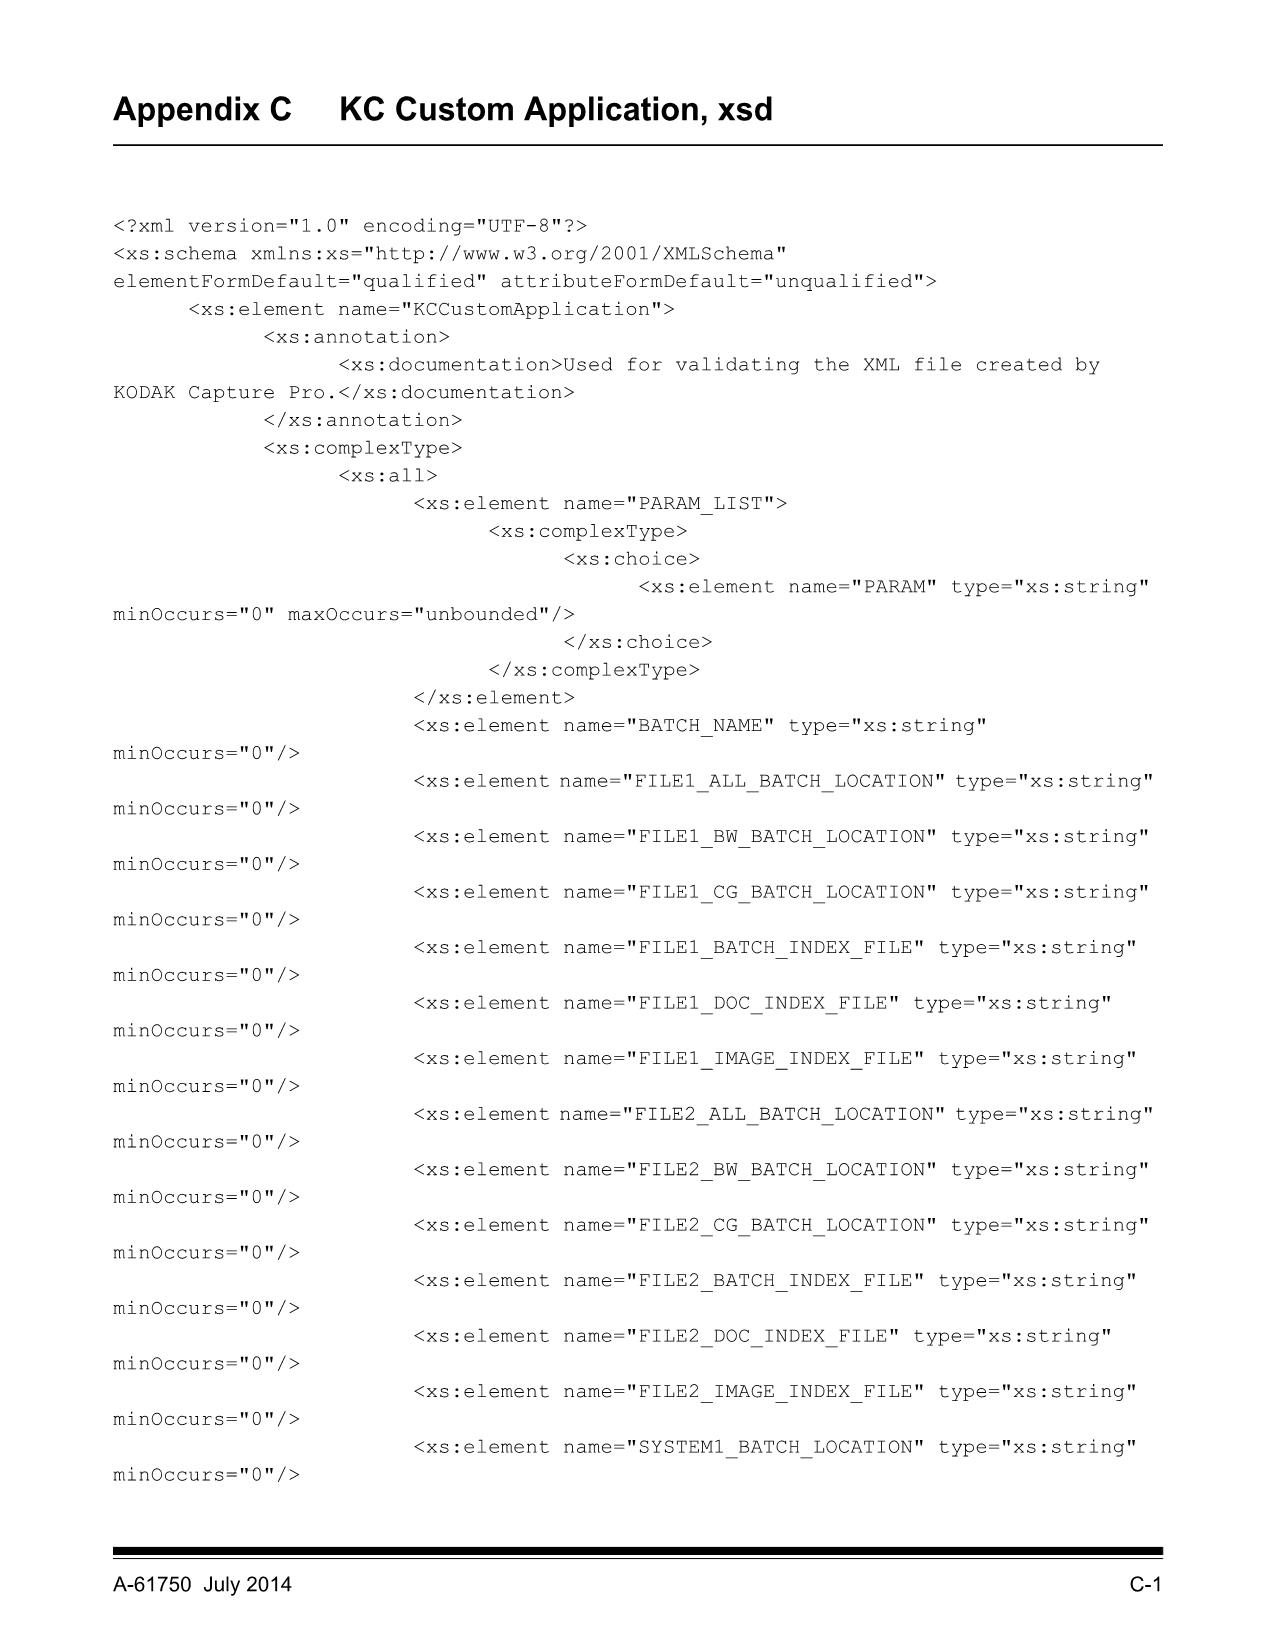 Appendix C KC Custom Application, xsd
<?xml version="1.0" encoding="UTF-8"?>
<xs:schema xmlns:xs="http://www.w3.org/2001/XMLSchema"
elementFormDefault="qualified" attributeFormDefault="unqualified">
<xs:element name="KCCustomApplication">
<xs:annotation>
<xs:documentation>Used for validating the XML file created by
KODAK Capture Pro.</xs:documentation>
</xs:annotation>
<xs:complexType>
<xs:all>
<xs:element name="PARAM_LIST">
<xs:complexType>
<xs:choice>
<xs:element name="PARAM" type="xs:string"
minOccurs="0" maxOccurs="unbounded"/>
</xs:choice>
</xs:complexType>
</xs:element>
<xs:element name="BATCH_NAME" type="xs:string"
minOccurs="0"/>
<xs:element name="FILE1_ALL_BATCH_LOCATION" type="xs:string"
minOccurs="0"/>
<xs:element name="FILE1_BW_BATCH_LOCATION" type="xs:string"
minOccurs="0"/>
<xs:element name="FILE1_CG_BATCH_LOCATION" type="xs:string"
minOccurs="0"/>
<xs:element name="FILE1_BATCH_INDEX_FILE" type="xs:string"
minOccurs="0"/>
<xs:element name="FILE1_DOC_INDEX_FILE" type="xs:string"
minOccurs="0"/>
<xs:element name="FILE1_IMAGE_INDEX_FILE" type="xs:string"
minOccurs="0"/>
<xs:element name="FILE2_ALL_BATCH_LOCATION" type="xs:string"
minOccurs="0"/>
<xs:element name="FILE2_BW_BATCH_LOCATION" type="xs:string"
minOccurs="0"/>
<xs:element name="FILE2_CG_BATCH_LOCATION" type="xs:string"
minOccurs="0"/>
<xs:element name="FILE2_BATCH_INDEX_FILE" type="xs:string"
minOccurs="0"/>
<xs:element name="FILE2_DOC_INDEX_FILE" type="xs:string"
minOccurs="0"/>
<xs:element name="FILE2_IMAGE_INDEX_FILE" type="xs:string"
minOccurs="0"/>
<xs:element name="SYSTEM1_BATCH_LOCATION" type="xs:string"
minOccurs="0"/>
A-61750 July 2014 C-1